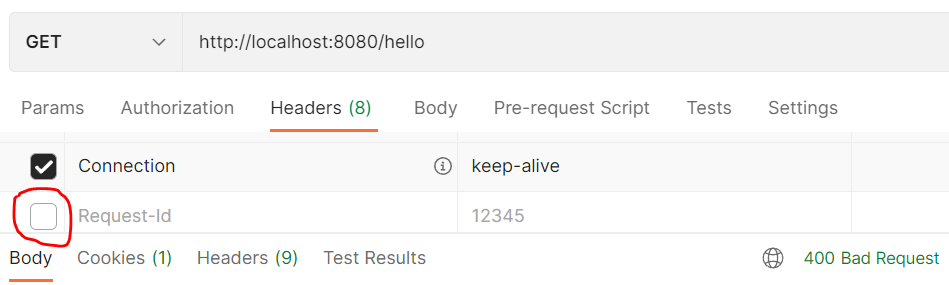 GET http://localhost:8080/hello
Params Authorization Headers (8) Body Pre-request Script Tests Settings
Connection keep-alive
Request-Id 12345
Body Cookies (1) Headers (9) Test Results 400 Bad Request